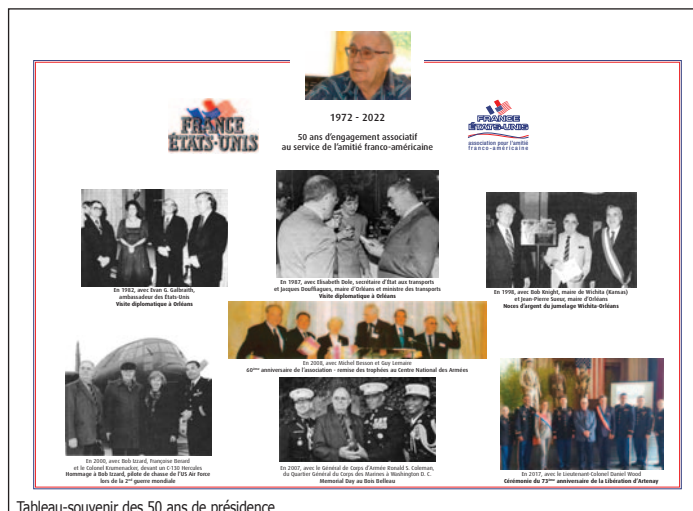 1972 - 2022
50 ans d'engagement associatif
au service de l'amitié franco-américaine
FRANCE
ÉTATS-UNIS
FRANCE
ÉTATS-UNIS
association pour l'amitié
franco-américaine
En 1982, avec Evan G. Galbraith,
ambassadeur des États-Unis
Visite diplomatique à Orléans
En 1987, avec Elisabeth Dole, secrétaire d'État aux transports
et Jacques Douffiagues, maire d'Orléans et ministre des transports
Visite diplomatique à Orléans
En 1998, avec Bob Knight, maire de Wichita (Kansas)
et Jean-Pierre Sueur, maire d'Orléans
Noces d'argent du jumelage Wichita-Orléans
En 2008, avec Michel Besson et Guy Lemaire
60ème anniversaire de l'association - remise des trophées au Centre National des Armées
En 2000, avec Bob Izzard, Françoise Besard
et le Colonel Krumenacker, devant un C-130 Hercules
Hommage à Bob Izzard, pilote de chasse de l'US Air Force
lors de la 2nd guerre mondiale
En 2007, avec le Général de Corps d'Armée Ronald S. Coleman,
du Quartier Général du Corps des Marines à Washington D. C.
Memorial Day au Bois Belleau
En 2017, avec le Lieutenant-Colonel Daniel Wood
Cérémonie du 73ème anniversaire de la Libération d'Artenay
Tableau-souvenir des 50 ans de présidence